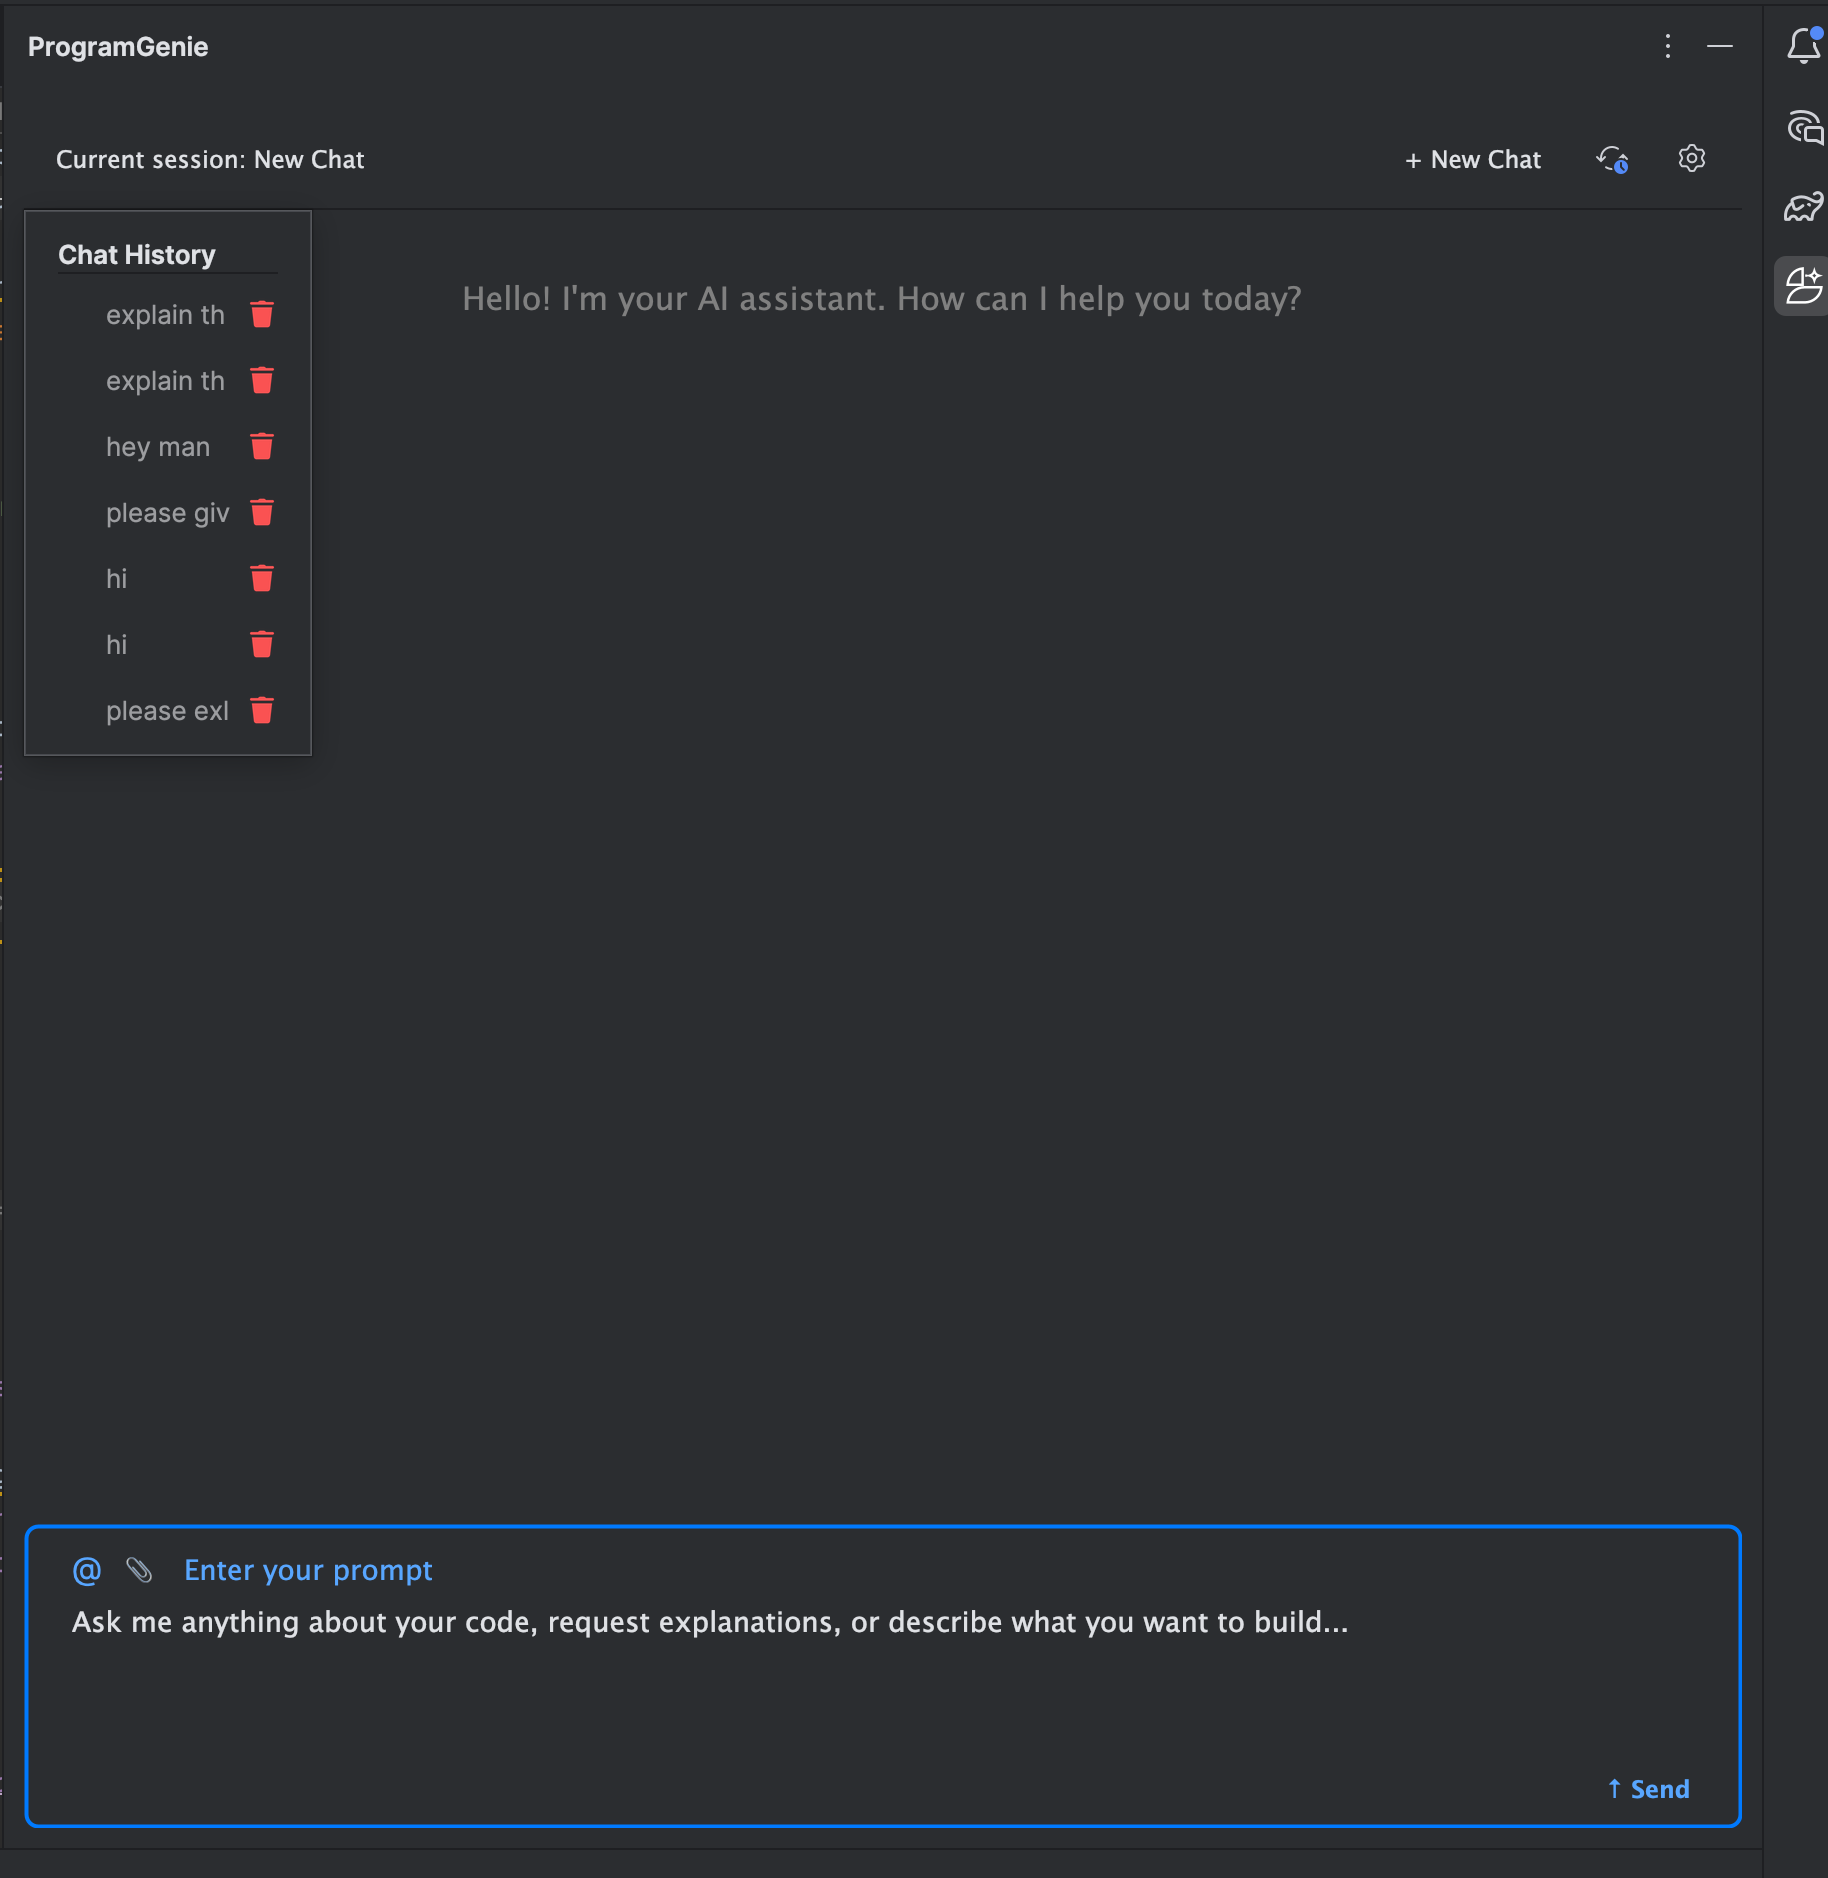 ProgramGenie
Current session: New Chat
+ New Chat
Chat History
explain th
explain th
hey man
please giv
hi
hi
please exl
Hello! I'm your AI assistant. How can I help you today?
@ Enter your prompt
Ask me anything about your code, request explanations, or describe what you want to build...
↑ Send